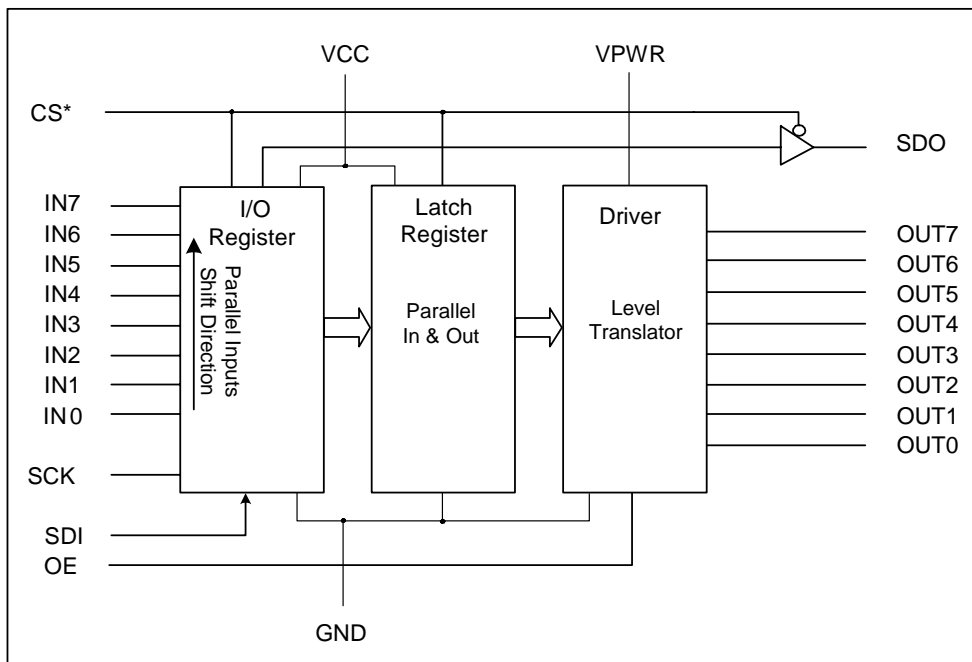 VCC
VPWR
CS*
SDO
IN7
IN6
IN5
IN4
IN3
IN2
IN1
IN0
SCK
SDI
OE
I/O
Register
Parallel Inputs
Shift Direction
Latch
Register
Parallel
In & Out
Driver
Level
Translator
OUT7
OUT6
OUT5
OUT4
OUT3
OUT2
OUT1
OUT0
GND